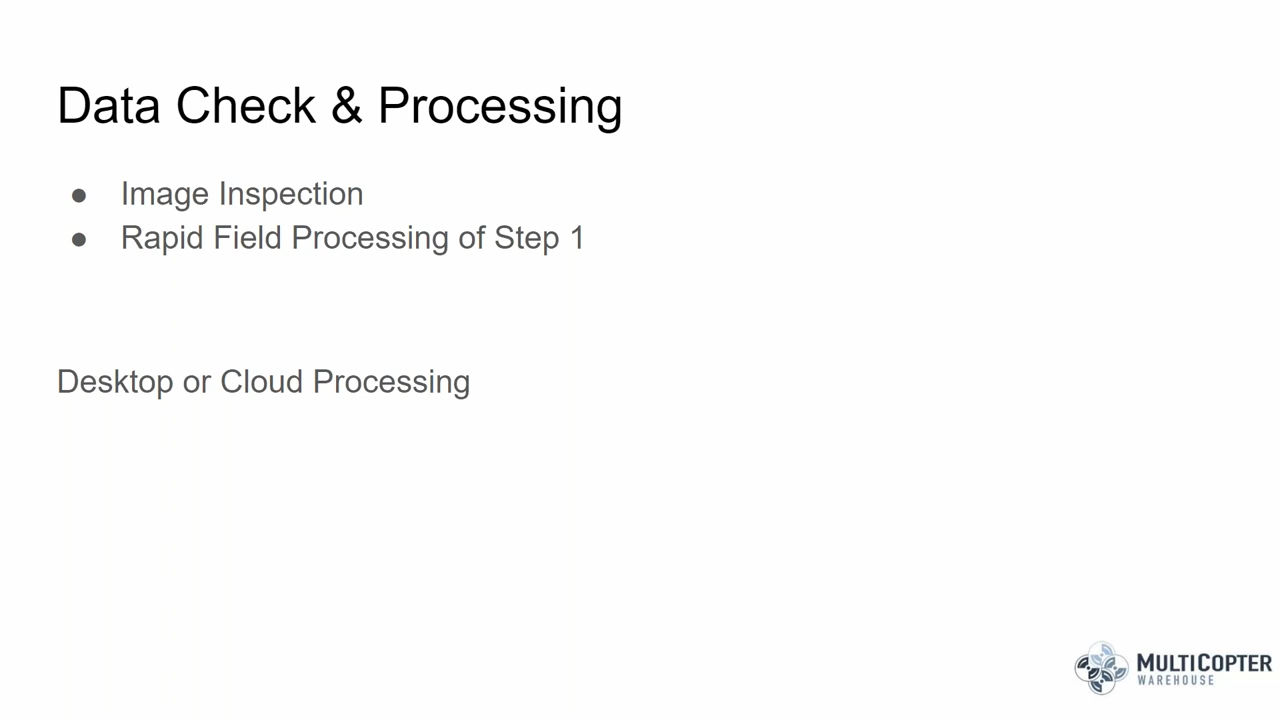 Data Check & Processing
● Image Inspection
● Rapid Field Processing of Step 1
Desktop or Cloud Processing
MULTICOPTER
WAREHOUSE